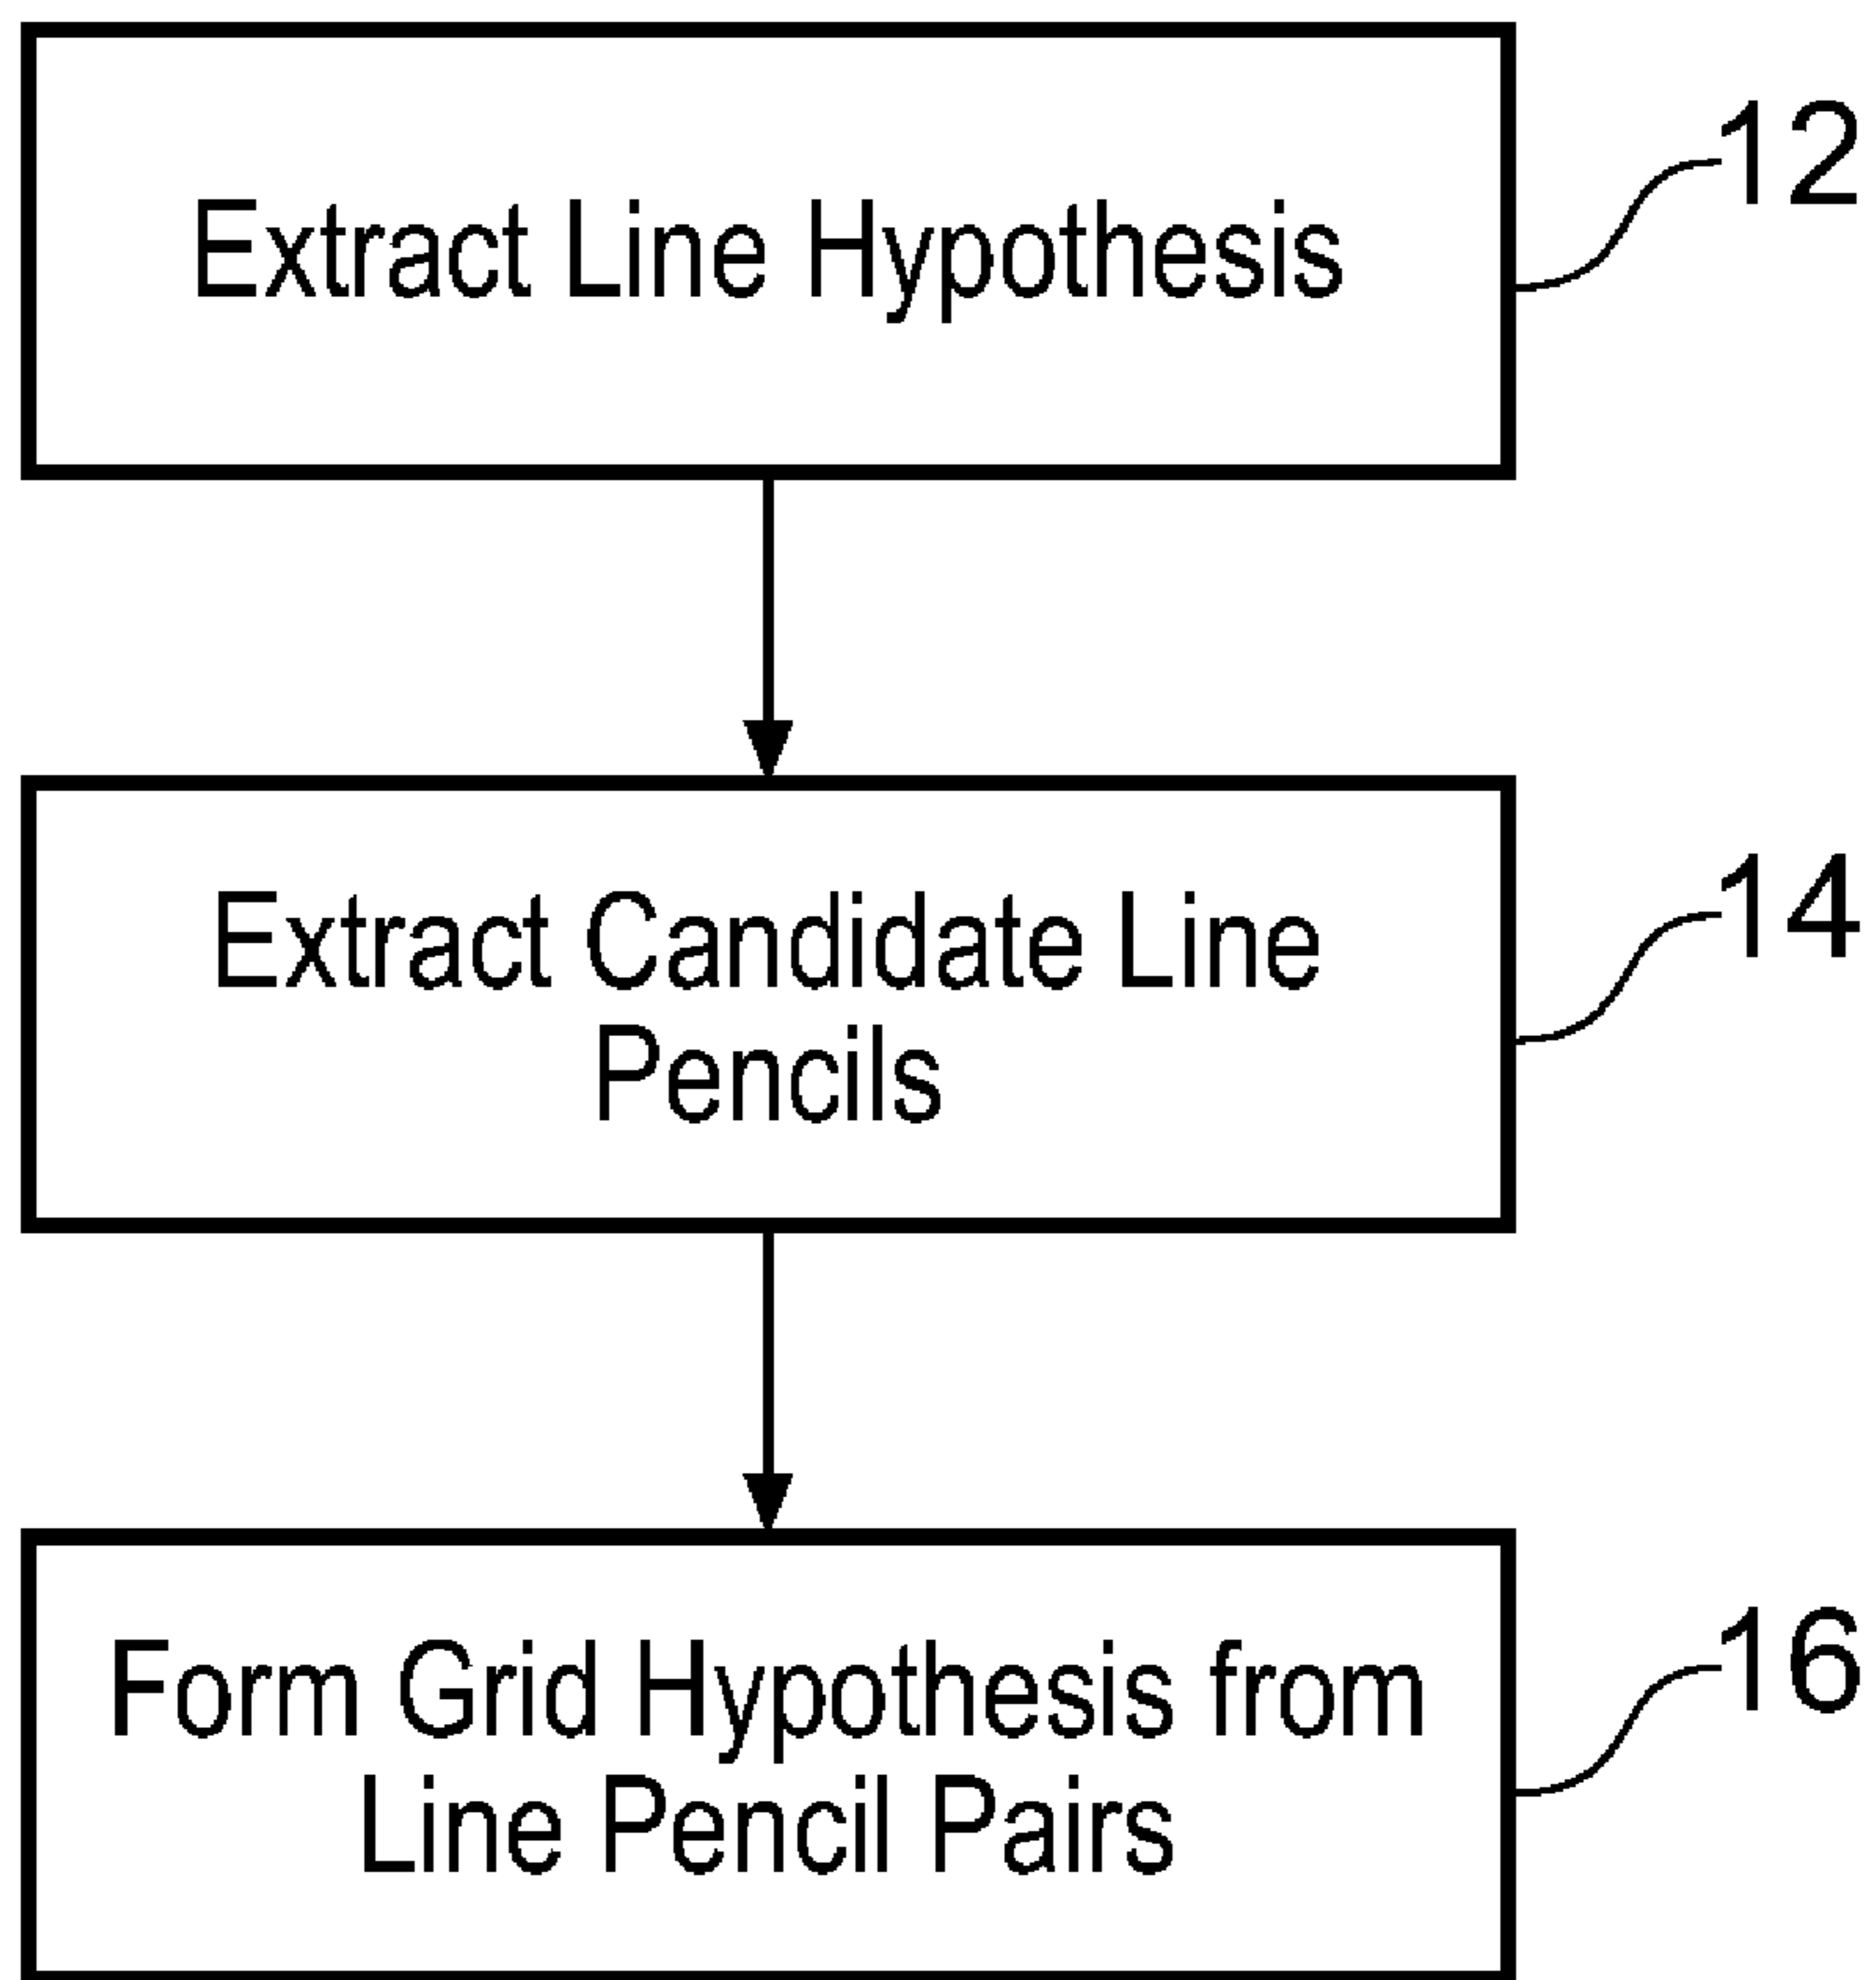 Extract Line Hypothesis
12
Extract Candidate Line
Pencils
14
Form Grid Hypothesis from
Line Pencil Pairs
16